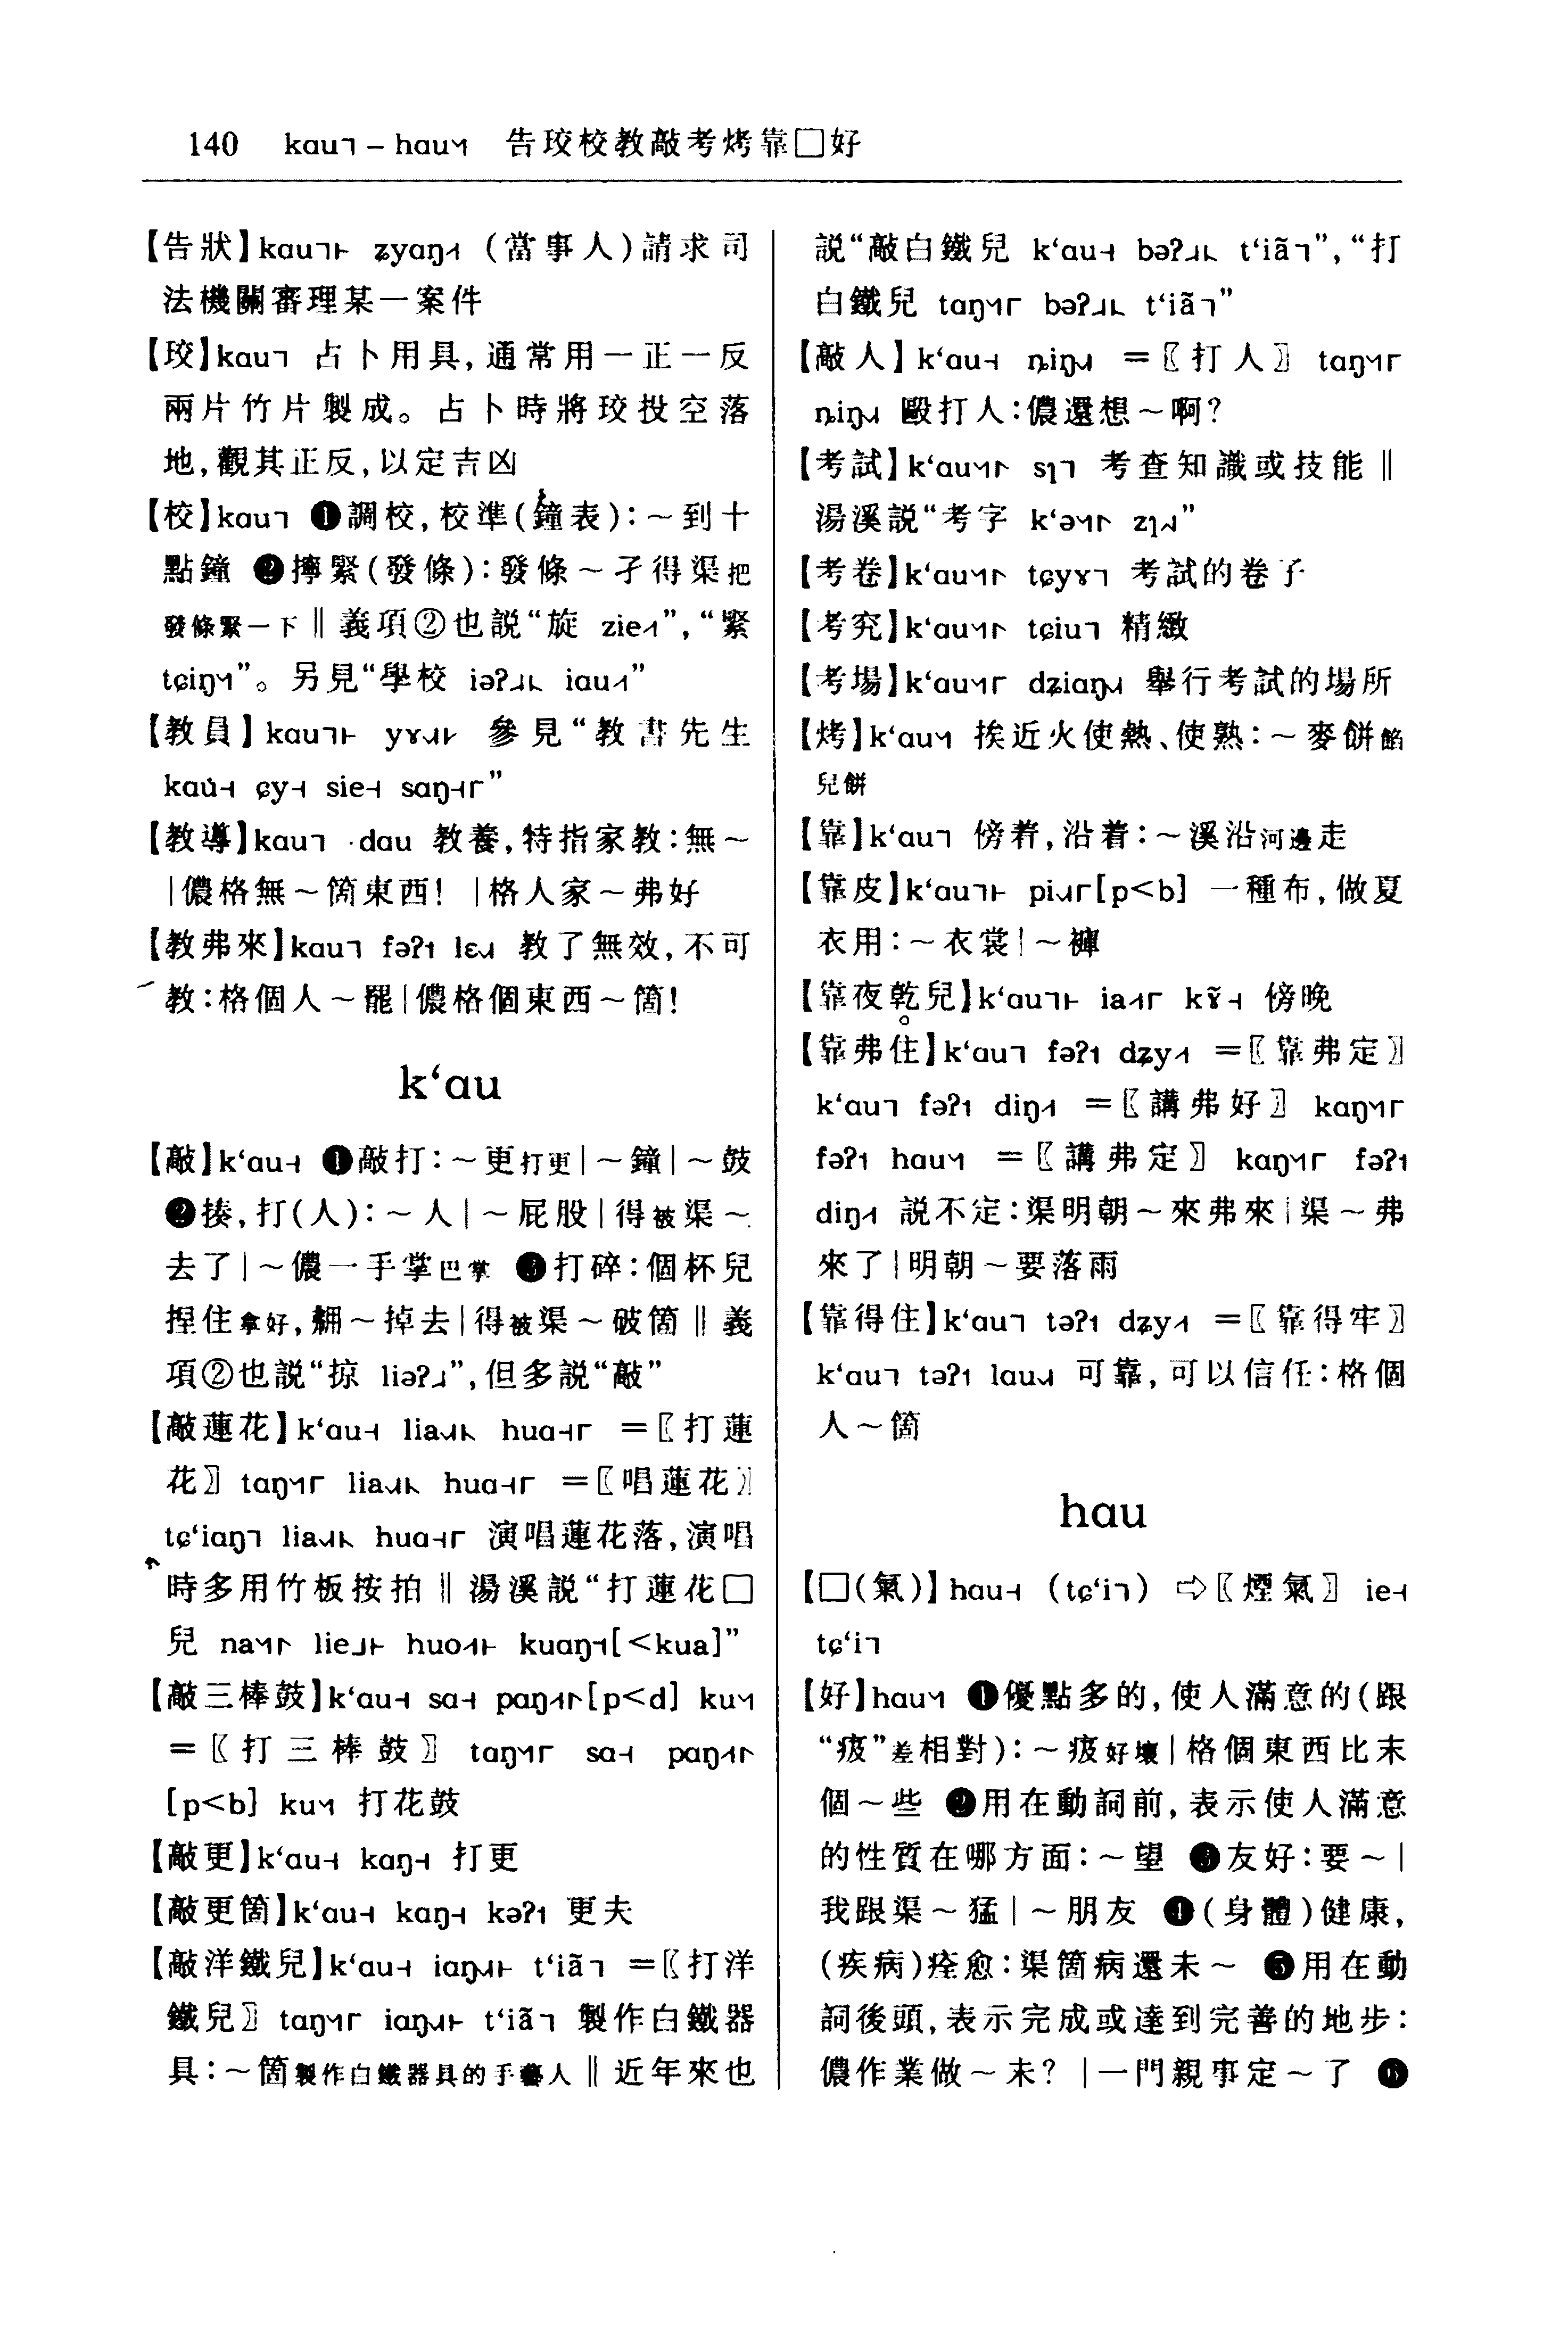 140 kau˥ – hau˥˧ 告珓校教敲考烤靠□好
【告狀】kau˥˦ ʑyaŋ˩˦ (當事人)請求司
法機關審理某一案件
【珓】kau˥ 占卜用具,通常用一正一反
兩片竹片製成。占卜時將珓投空落
地,觀其正反,以定吉凶
【校】kau˥ ❶調校,校準(鐘表):～到十
點鐘 ❷擰緊(發條):發條～孑得渠把
發條緊一下‖義項②也説“旋 zie”,“緊
tɕiŋ”。另見“學校 iəʔ iau”
【教員】kau yɤ 參見“教書先生
kau ɕy sie saŋ”
【教導】kau˥ ·dau 教養,特指家教:無～
|儂格無～箇東西! |格人家～弗好
【教弗來】kau˥ fəʔ lɛ 教了無效,不可
教:格個人～罷|儂格個東西～箇!
k‘au
【敲】k‘au ❶敲打:～更打更|～鐘|～鼓
❷揍,打(人):～人|～屁股|得被渠～
去了|～儂一手掌巴掌 ❸打碎:個杯兒
捏住拿好,覅～掉去|得被渠～破箇‖義
項②也説“掠 liəʔ”,但多説“敲”
【敲蓮花】k‘au lia hua =〖打蓮
花〗taŋ lia hua =〖唱蓮花〗
tɕ‘iaŋ lia hua 演唱蓮花落,演唱
時多用竹板按拍‖湯溪説“打蓮花□
兒 na lie huo kuaŋ[<kua]”
【敲三棒鼓】k‘au sa paŋ[p<d] ku
=〖打三棒鼓〗taŋ sa paŋ
[p<b] ku 打花鼓
【敲更】k‘au kaŋ 打更
【敲更箇】k‘au kaŋ kəʔ 更夫
【敲洋鐵兒】k‘au iaŋ t‘iã =〖打洋
鐵兒〗taŋ iaŋ t‘iã 製作白鐵器
具:～箇製作白鐵器具的手藝人‖近年來也
説“敲白鐵兒 k‘au bəʔ t‘iã”,“打
白鐵兒 taŋ bəʔ t‘iã”
【敲人】k‘au ȵiŋ =〖打人〗taŋ
ȵiŋ 毆打人:儂還想～啊?
【考試】k‘au sʅ 考查知識或技能‖
湯溪説“考字 k‘ə zʅ”
【考卷】k‘au tɕyɤ 考試的卷子
【考究】k‘au tɕiu 精緻
【考場】k‘au dʑiaŋ 舉行考試的場所
【烤】k‘au 挨近火使熱、使熟:～麥餅餡
兒餅
【靠】k‘au 傍着,沿着:～溪沿河邊走
【靠皮】k‘au pi[p<b] 一種布,做夏
衣用:～衣裳|～褲
【靠夜乾兒】k‘au ia kɤ̃ 傍晚
【靠弗住】k‘au fəʔ dʑy =〖靠弗定〗
k‘au fəʔ diŋ =〖講弗好〗kaŋ
fəʔ hau =〖講弗定〗kaŋ fəʔ
diŋ 説不定:渠明朝～來弗來|渠～弗
來了|明朝～要落雨
【靠得住】k‘au təʔ dʑy =〖靠得牢〗
k‘au təʔ lau 可靠,可以信任:格個
人～箇
hau
【□(氣)】hau (tɕ‘i) ⇨〖煙氣〗ie
tɕ‘i
【好】hau ❶優點多的,使人滿意的(跟
“疲”差相對):～疲好壞|格個東西比末
個～些 ❷用在動詞前,表示使人滿意
的性質在哪方面:～望 ❸友好:要～|
我跟渠～猛|～朋友 ❹(身體)健康,
(疾病)痊愈:渠箇病還未～ ❺用在動
詞後頭,表示完成或達到完善的地步:
儂作業做～未? |一門親事定～了 ❻